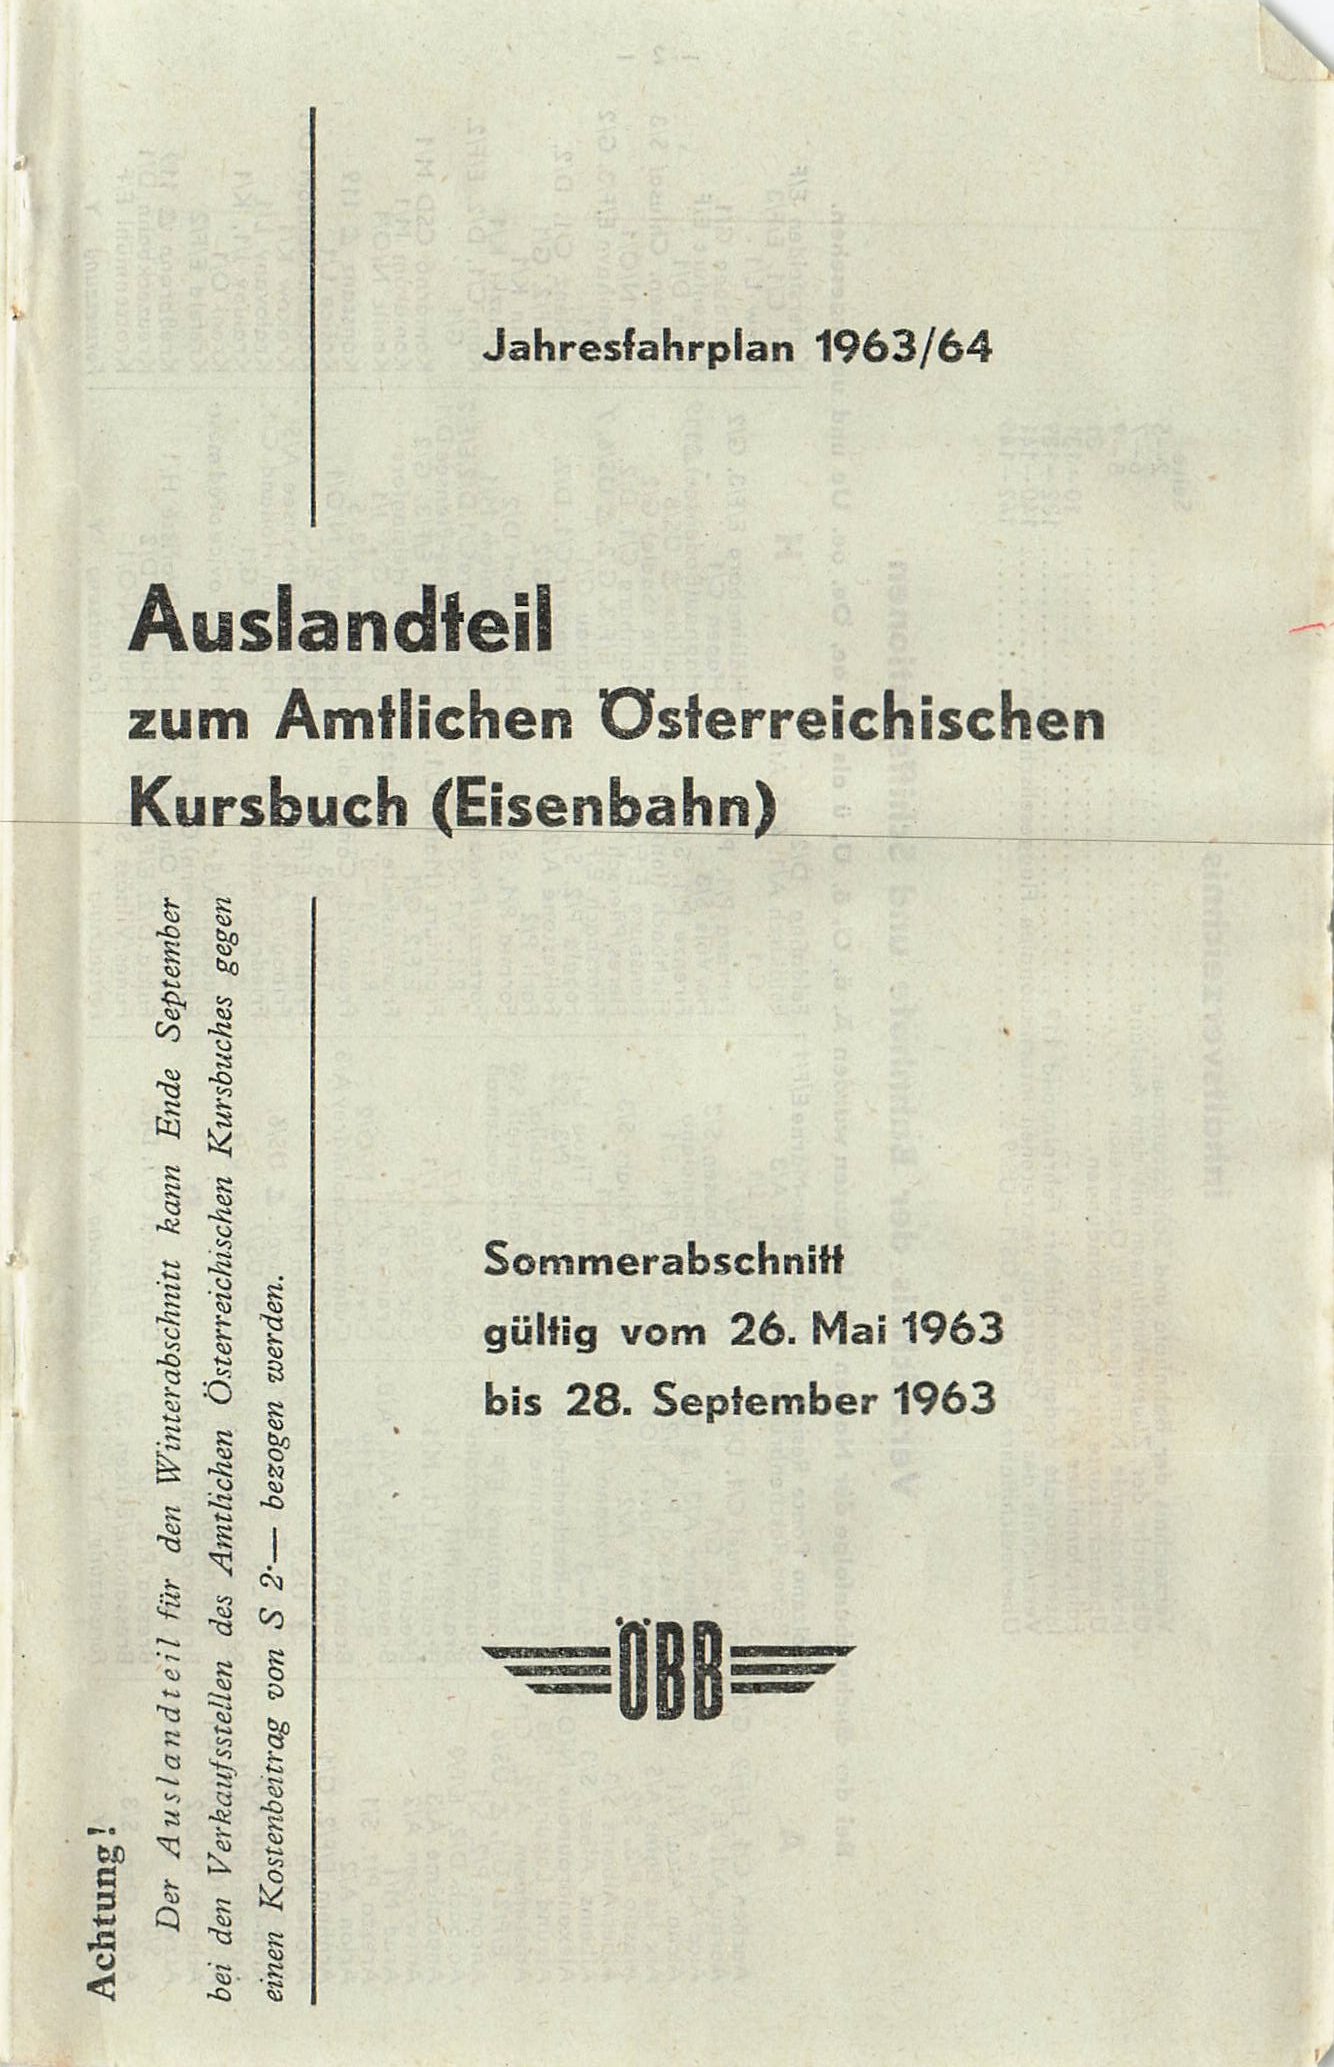 Jahresfahrplan 1963/64
Auslandteil
zum Amtlichen Österreichischen
Kursbuch (Eisenbahn)
Sommerabschnitt
gültig vom 26. Mai 1963
bis 28. September 1963
ÖBB
Achtung!
Der Auslandteil für den Winterabschnitt kann Ende September
bei den Verkaufsstellen des Amtlichen Österreichischen Kursbuches gegen
einen Kostenbeitrag von S 2·— bezogen werden.